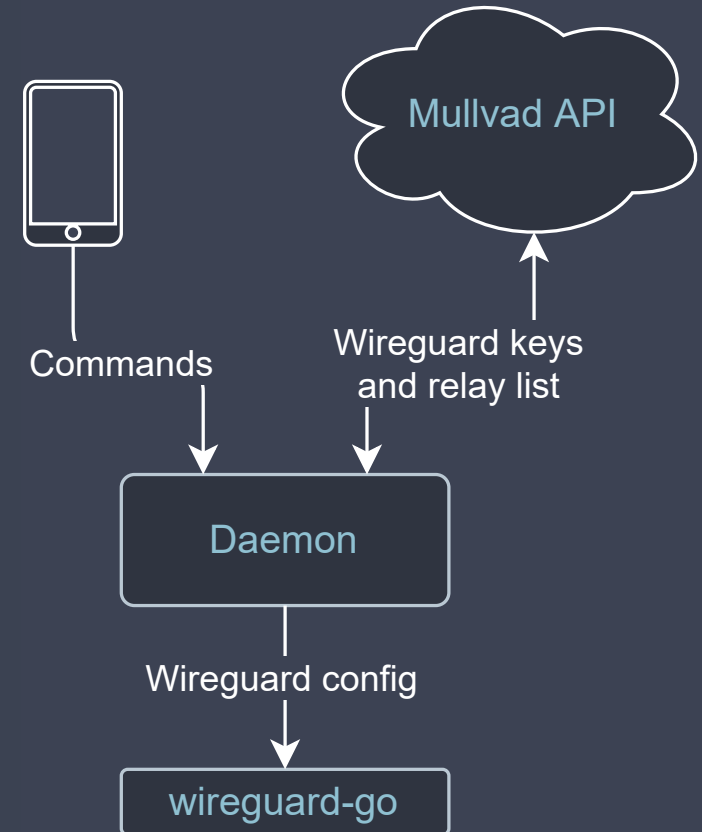 Mullvad API
Wireguard keys
and relay list
Commands
Daemon
Wireguard config
wireguard-go